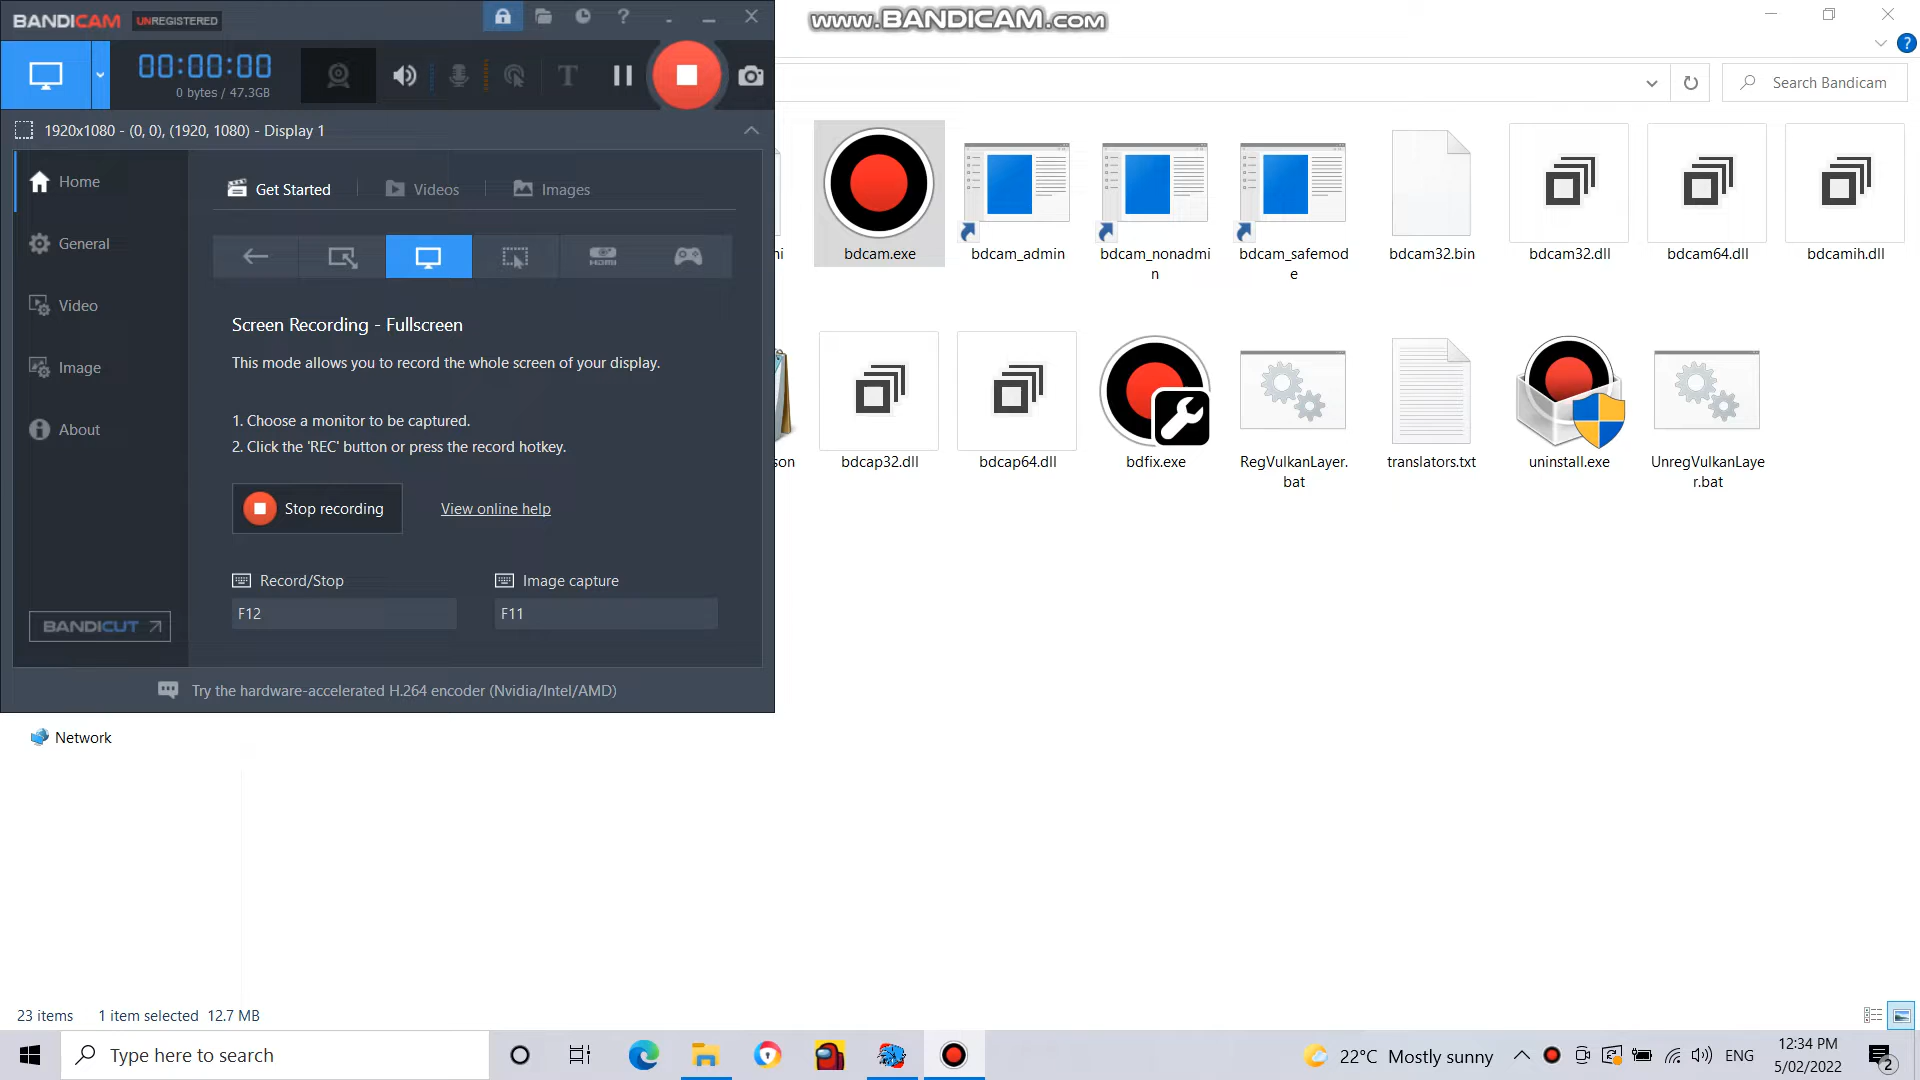 BANDICAM UNREGISTERED
www.BANDICAM.com
00:00:00
0 bytes / 47.3GB
Search Bandicam
1920x1080 - (0, 0), (1920, 1080) - Display 1
Home
General
Video
Image
About
BANDICUT
Get Started
Videos
Images
Screen Recording - Fullscreen
This mode allows you to record the whole screen of your display.
1. Choose a monitor to be captured.
2. Click the 'REC' button or press the record hotkey.
Stop recording
View online help
Record/Stop
Image capture
F12
F11
Try the hardware-accelerated H.264 encoder (Nvidia/Intel/AMD)
ni
bdcam.exe
bdcam_admin
bdcam_nonadmi
n
bdcam_safemod
e
bdcam32.bin
bdcam32.dll
bdcam64.dll
bdcamih.dll
son
bdcap32.dll
bdcap64.dll
bdfix.exe
RegVulkanLayer.
bat
translators.txt
uninstall.exe
UnregVulkanLaye
r.bat
Network
23 items
1 item selected 12.7 MB
Type here to search
22°C Mostly sunny
ENG
12:34 PM
5/02/2022
2